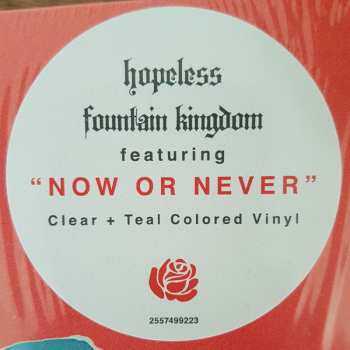 hopeless
fountain kingdom
featuring
“NOW OR NEVER”
Clear + Teal Colored Vinyl
2557499223